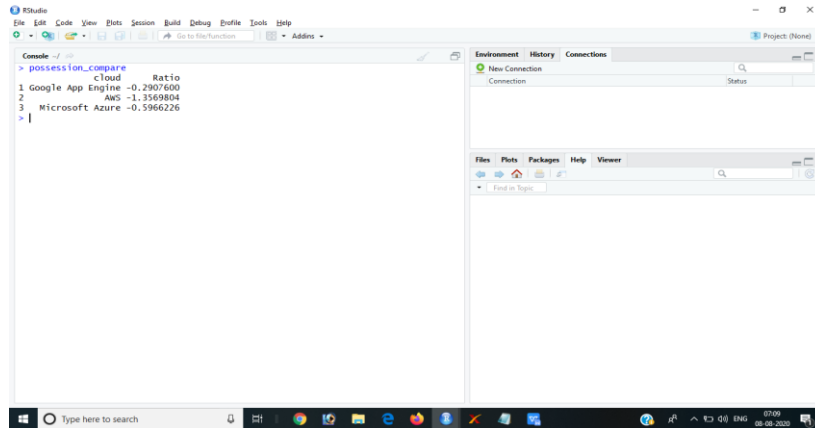 RStudio
File Edit Code View Plots Session Build Debug Profile Tools Help
Go to file/function Addins
Project: (None)
Console ~/
> possession_compare
cloud Ratio
1 Google App Engine -0.2907600
2 AWS -1.3569804
3 Microsoft Azure -0.5966226
>
Environment History Connections
New Connection
Connection Status
Files Plots Packages Help Viewer
Find in Topic
Type here to search
ENG
07:09
08-08-2020